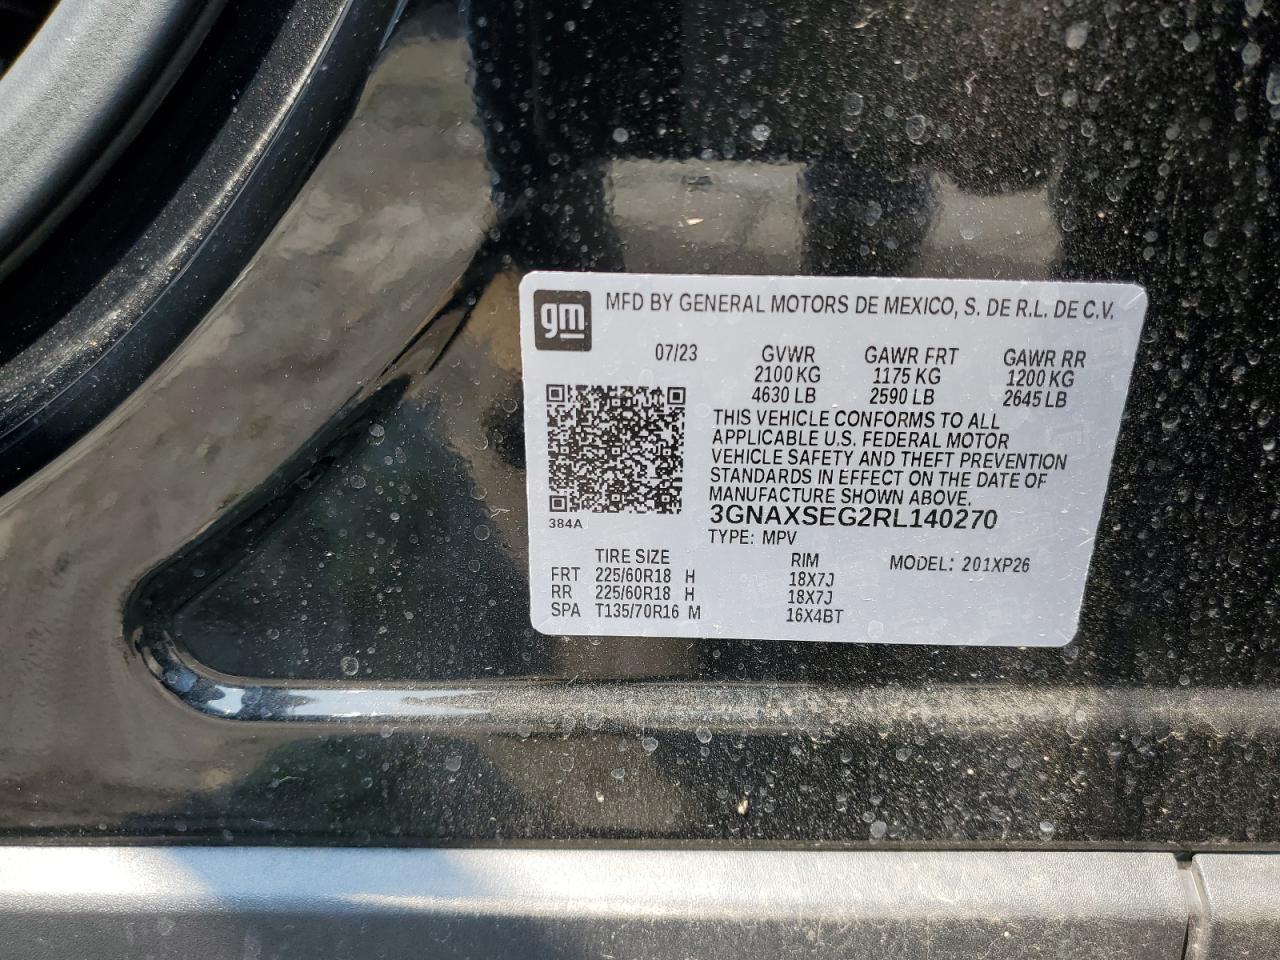 gm MFD BY GENERAL MOTORS DE MEXICO, S. DE R.L. DE C.V.
07/23 GVWR GAWR FRT GAWR RR
2100 KG 1175 KG 1200 KG
4630 LB 2590 LB 2645 LB
THIS VEHICLE CONFORMS TO ALL
APPLICABLE U.S. FEDERAL MOTOR
VEHICLE SAFETY AND THEFT PREVENTION
STANDARDS IN EFFECT ON THE DATE OF
MANUFACTURE SHOWN ABOVE.
384A 3GNAXSEG2RL140270
TYPE: MPV
TIRE SIZE RIM MODEL: 201XP26
FRT 225/60R18 H 18X7J
RR 225/60R18 H 18X7J
SPA T135/70R16 M 16X4BT